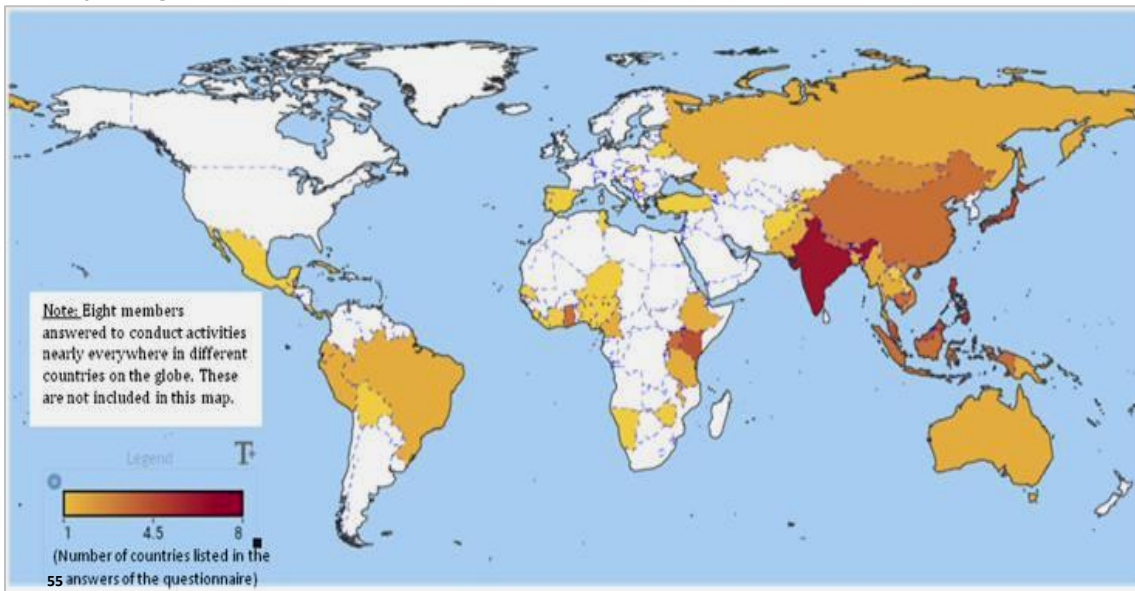 Note: Eight members
answered to conduct activities
nearly everywhere in different
countries on the globe. These
are not included in this map.
Legend
T+
1 4.5 8
(Number of countries listed in the
55 answers of the questionnaire)